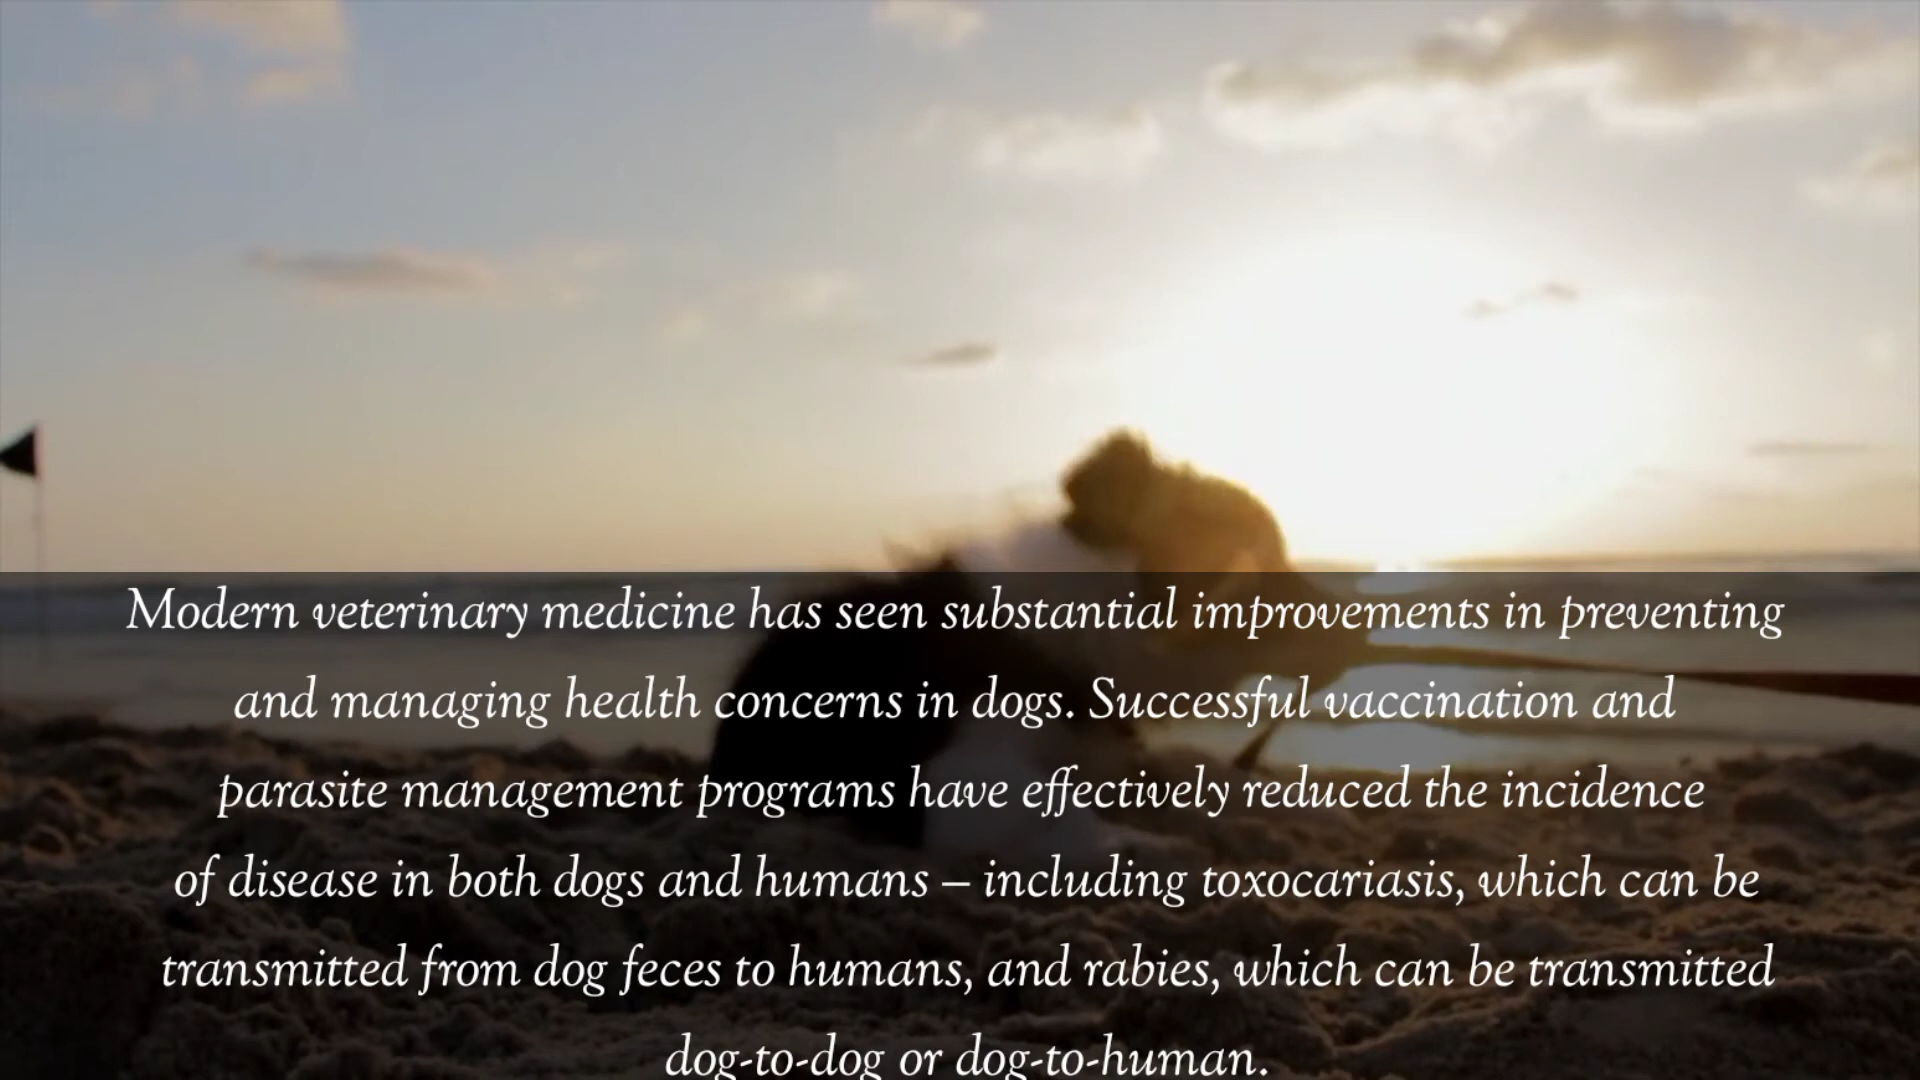 Modern veterinary medicine has seen substantial improvements in preventing
and managing health concerns in dogs. Successful vaccination and
parasite management programs have effectively reduced the incidence
of disease in both dogs and humans – including toxocariasis, which can be
transmitted from dog feces to humans, and rabies, which can be transmitted
dog-to-dog or dog-to-human.